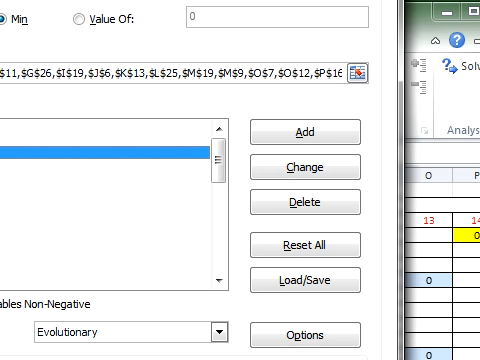 Min
Value Of:
0
$11,$G$26,$I$19,$J$6,$K$13,$L$25,$M$19,$M$9,$O$7,$O$12,$P$16
Solv
Add
Analys
Change
O
P
Delete
13
14
0
Reset All
Load/Save
0
ables Non-Negative
Evolutionary
Options
0